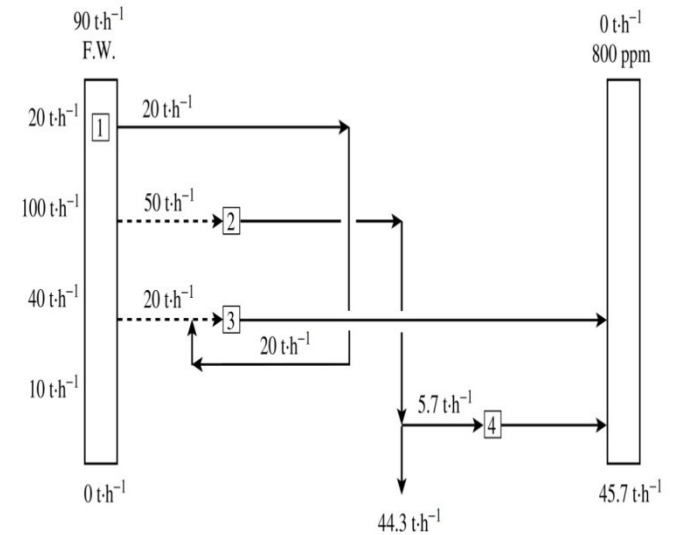 90 t·h⁻¹
F.W.
0 t·h⁻¹
800 ppm
20 t·h⁻¹
1
20 t·h⁻¹
100 t·h⁻¹
50 t·h⁻¹
2
40 t·h⁻¹
20 t·h⁻¹
3
20 t·h⁻¹
10 t·h⁻¹
5.7 t·h⁻¹
4
0 t·h⁻¹
45.7 t·h⁻¹
44.3 t·h⁻¹